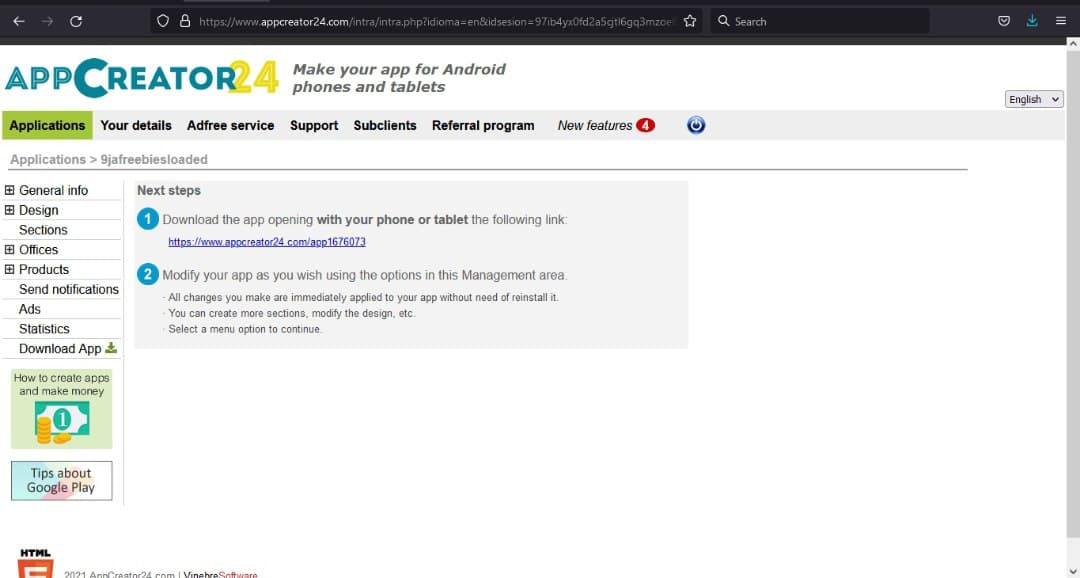 https://www.appcreator24.com/intra/intra.php?idioma=en&idsesion=97ib4yx0fd2a5cjtl6gq3mzoe
Search
APPCREATOR24
Make your app for Android
phones and tablets
English
Applications Your details Adfree service Support Subclients Referral program New features 4
Applications > 9jafreebiesloaded
General info
Design
Sections
Offices
Products
Send notifications
Ads
Statistics
Download App
How to create apps
and make money
1
Tips about
Google Play
Next steps
1 Download the app opening with your phone or tablet the following link:
https://www.appcreator24.com/app1676073
2 Modify your app as you wish using the options in this Management area.
· All changes you make are immediately applied to your app without need of reinstall it.
· You can create more sections, modify the design, etc.
· Select a menu option to continue.
HTML
2021 AppCreator24.com | VinebreSoftware